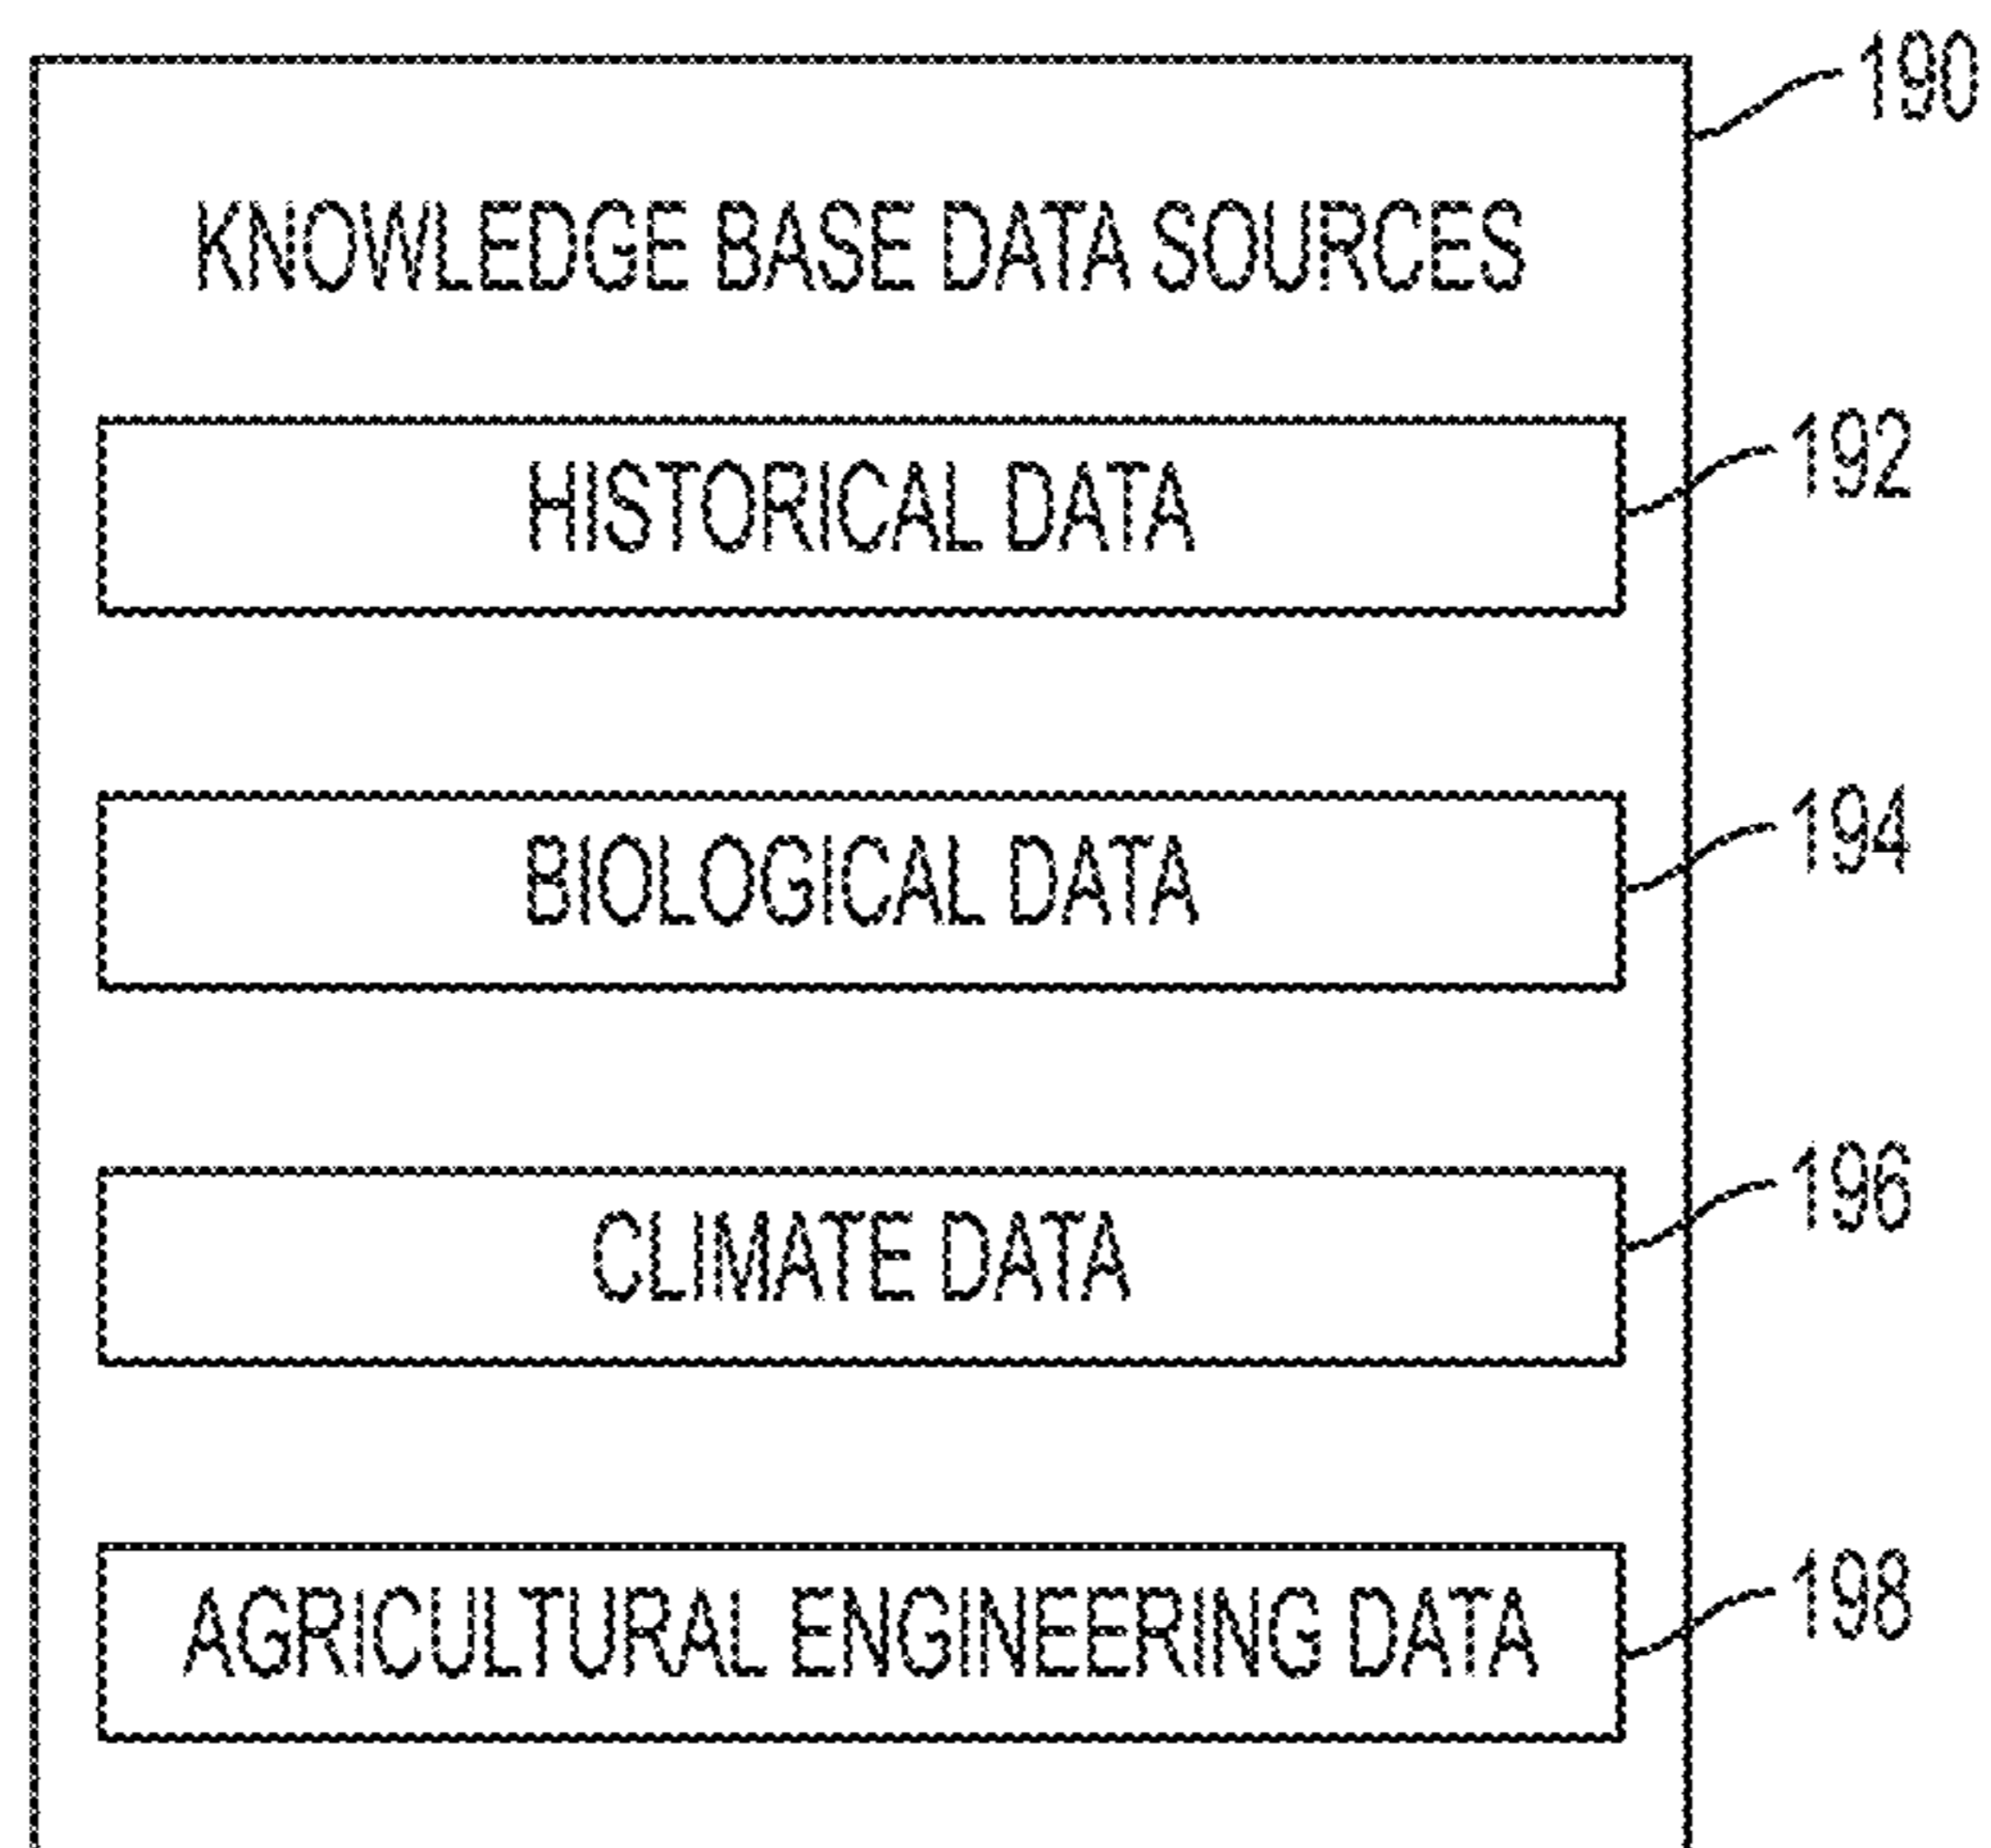 190
KNOWLEDGE BASE DATA SOURCES
HISTORICAL DATA
192
BIOLOGICAL DATA
194
CLIMATE DATA
196
AGRICULTURAL ENGINEERING DATA
198